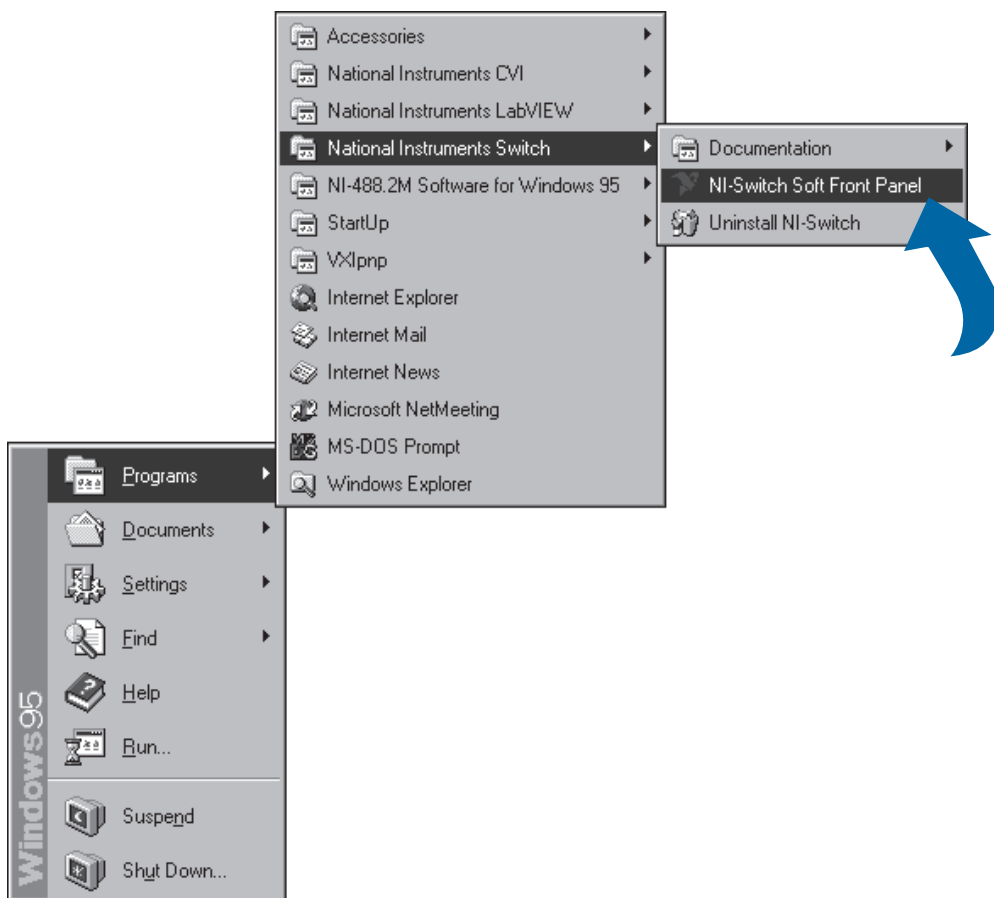 Accessories
National Instruments CVI
National Instruments LabVIEW
National Instruments Switch
NI-488.2M Software for Windows 95
StartUp
VXIpnp
Internet Explorer
Internet Mail
Internet News
Microsoft NetMeeting
MS-DOS Prompt
Windows Explorer
Documentation
NI-Switch Soft Front Panel
Uninstall NI-Switch
Programs
Documents
Settings
Find
Help
Run...
Suspend
Shut Down...
Windows95